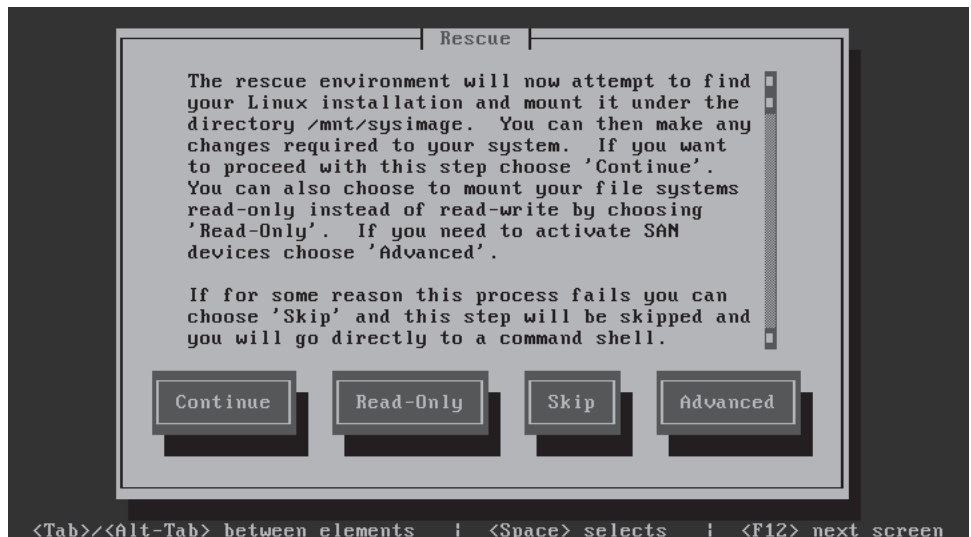 Rescue
The rescue environment will now attempt to find
your Linux installation and mount it under the
directory /mnt/sysimage.  You can then make any
changes required to your system.  If you want
to proceed with this step choose 'Continue'.
You can also choose to mount your file systems
read-only instead of read-write by choosing
'Read-Only'.  If you need to activate SAN
devices choose 'Advanced'.
If for some reason this process fails you can
choose 'Skip' and this step will be skipped and
you will go directly to a command shell.
Continue Read-Only Skip Advanced
<Tab>/<Alt-Tab> between elements | <Space> selects | <F12> next screen